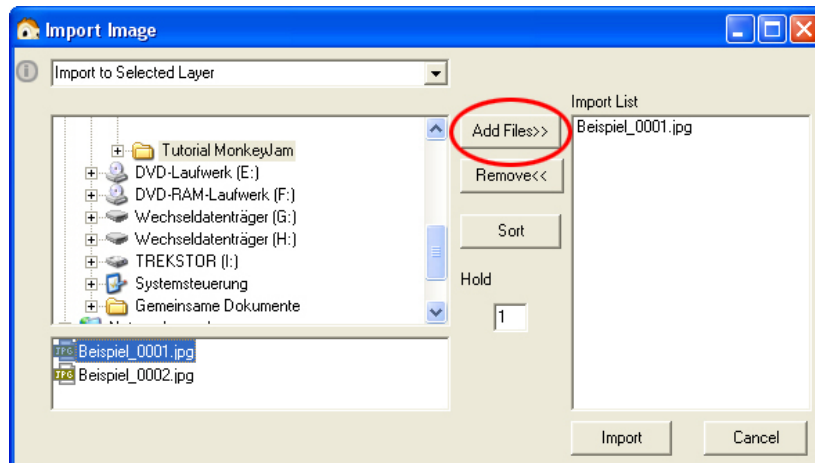 Import Image
Import to Selected Layer
Tutorial MonkeyJam
DVD-Laufwerk (E:)
DVD-RAM-Laufwerk (F:)
Wechseldatenträger (G:)
Wechseldatenträger (H:)
TREKSTOR (I:)
Systemsteuerung
Gemeinsame Dokumente
Beispiel_0001.jpg
Beispiel_0002.jpg
Add Files>>
Remove<<
Sort
Hold
1
Import List
Beispiel_0001.jpg
Import
Cancel